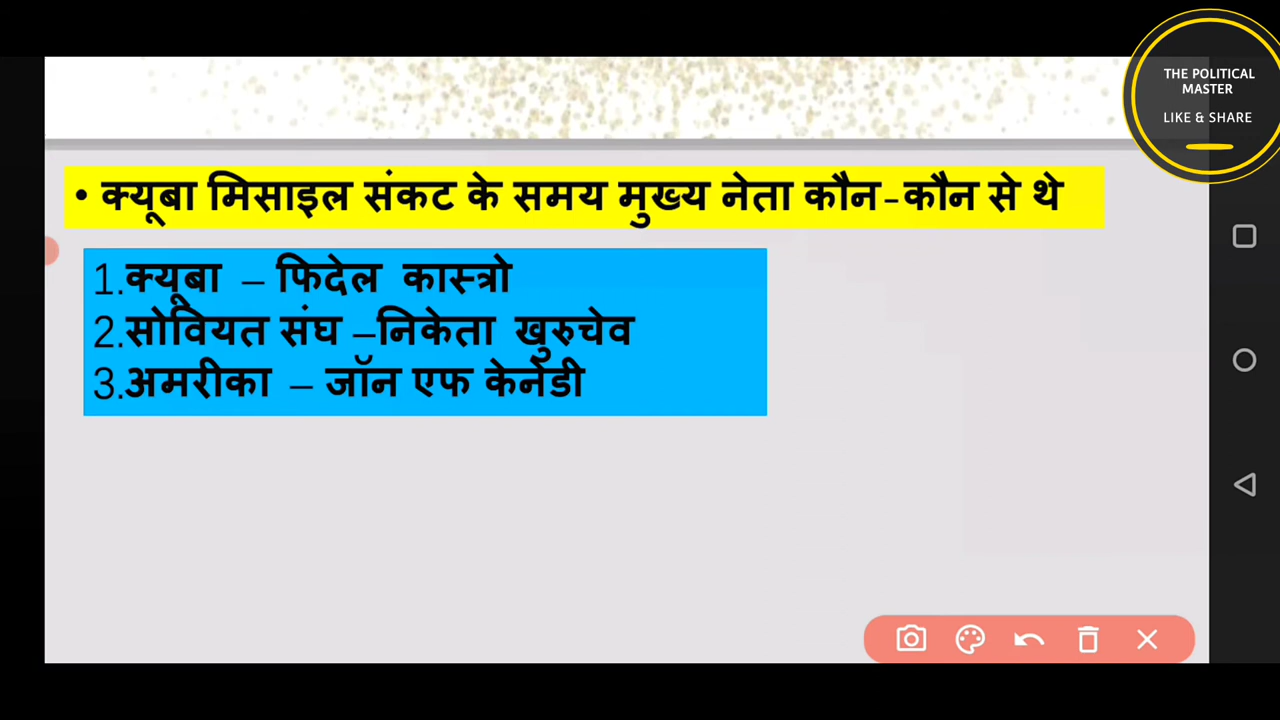 THE POLITICAL
MASTER
LIKE & SHARE
• क्यूबा मिसाइल संकट के समय मुख्य नेता कौन-कौन से थे
1.क्यूबा – फिदेल कास्त्रो
2.सोवियत संघ –निकेता खुरुचेव
3.अमरीका – जॉन एफ केनेडी